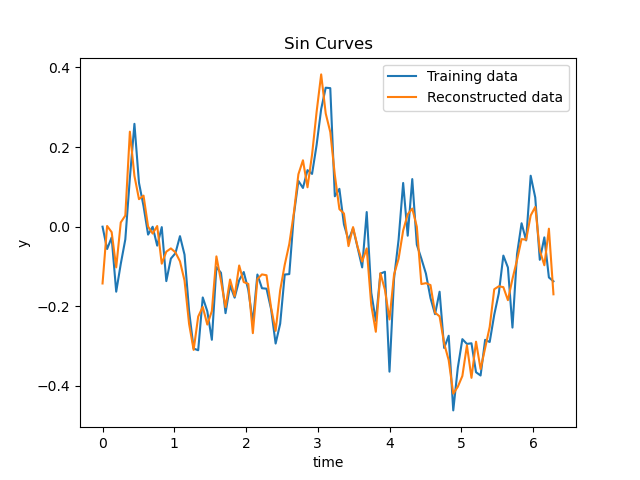 Sin Curves
0.4
0.2
0.0
−0.2
−0.4
y
Training data
Reconstructed data
0 1 2 3 4 5 6
time